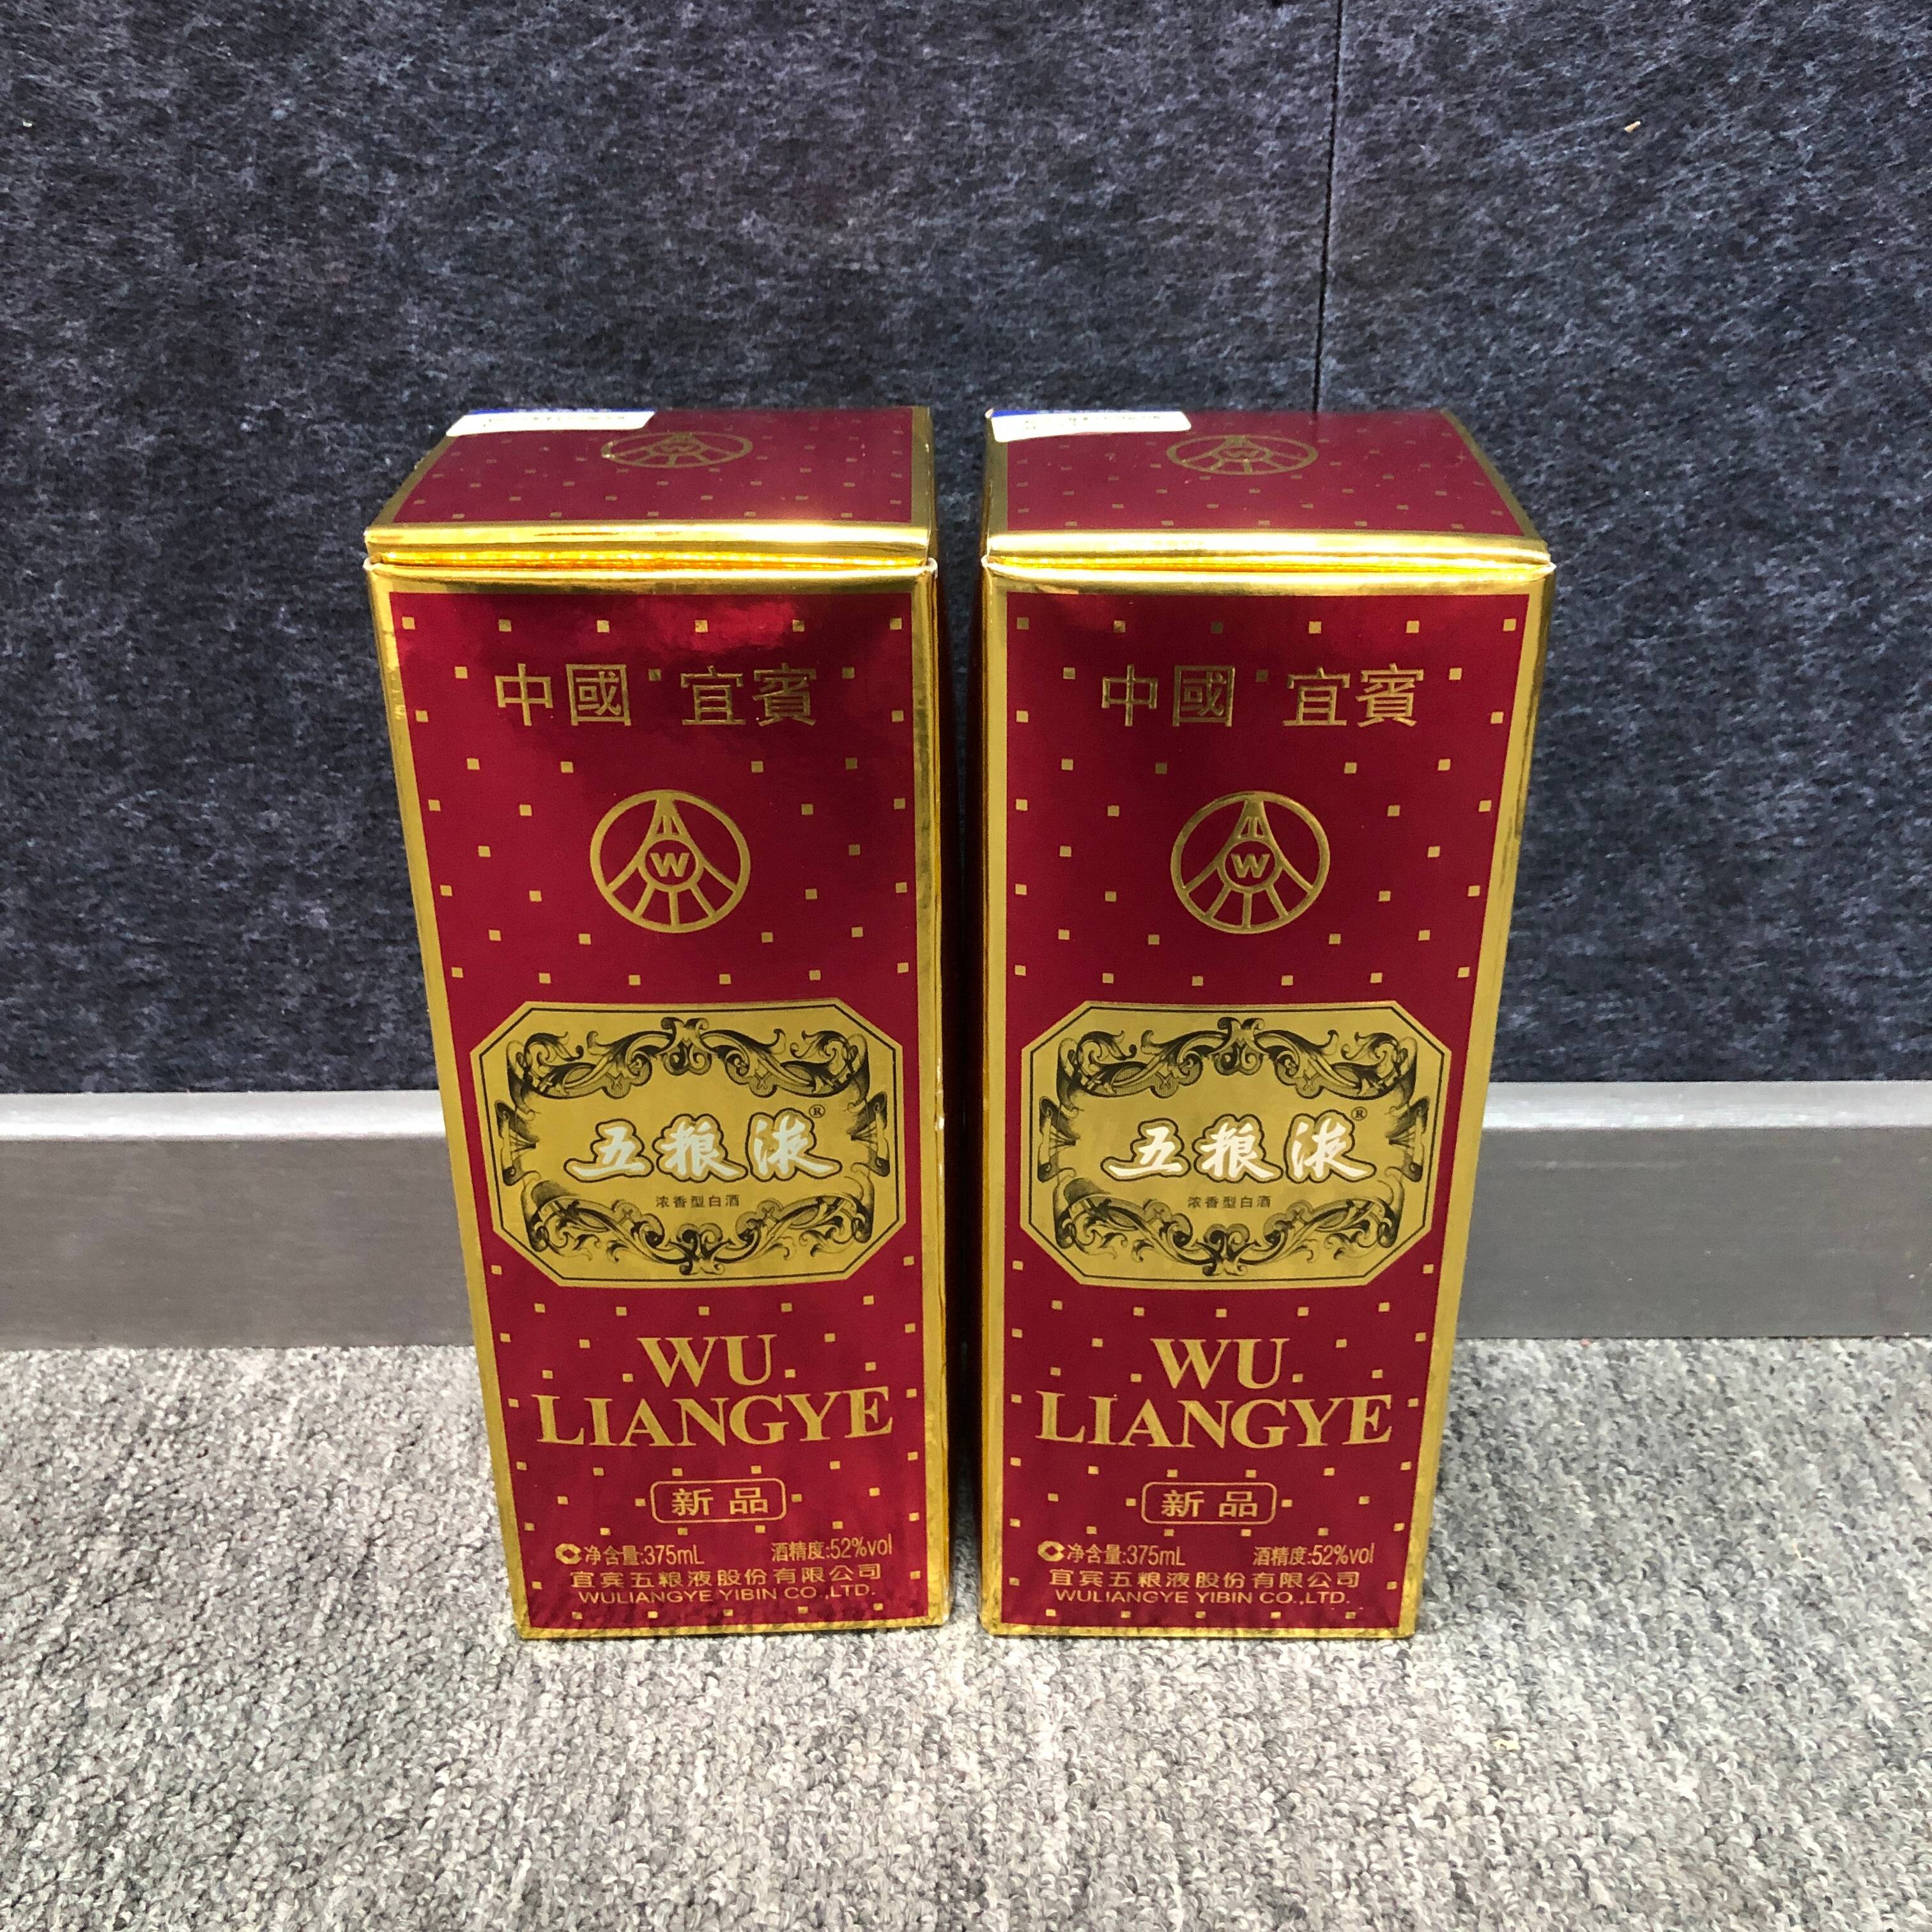 中國 宜賓
W
五粮液®
浓香型白酒
WU
LIANGYE
新品
净含量:375mL 酒精度:52%vol
宜宾五粮液股份有限公司
WULIANGYE YIBIN CO.,LTD.
中國 宜賓
W
五粮液®
浓香型白酒
WU
LIANGYE
新品
净含量:375mL 酒精度:52%vol
宜宾五粮液股份有限公司
WULIANGYE YIBIN CO.,LTD.